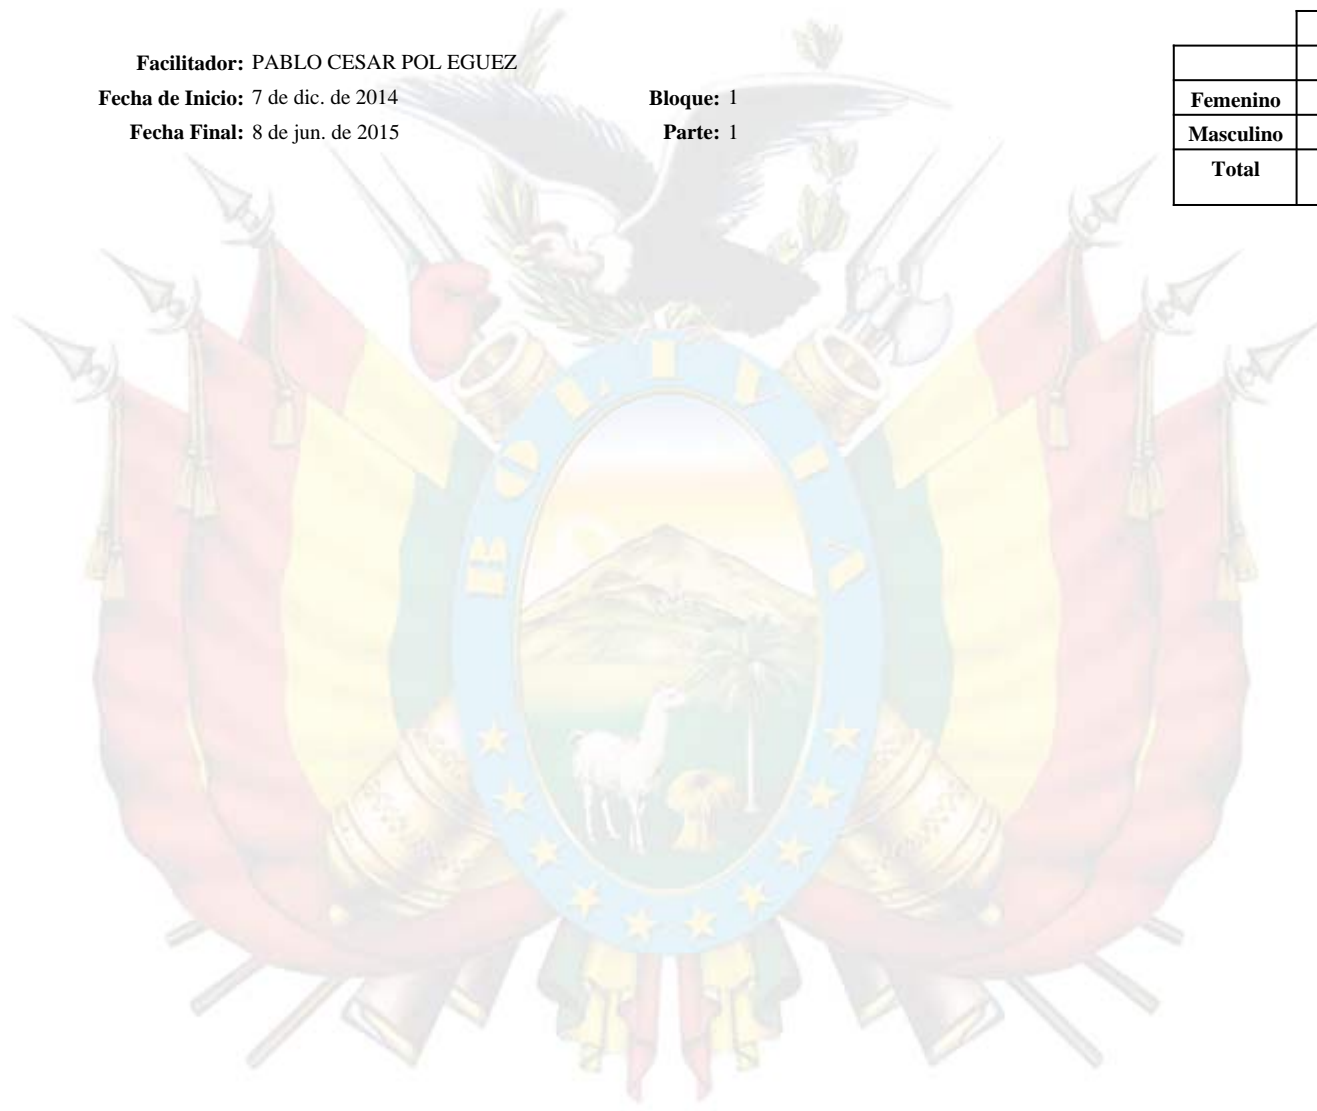 Facilitador: PABLO CESAR POL EGUEZ
Fecha de Inicio: 7 de dic. de 2014 Bloque: 1
Fecha Final: 8 de jun. de 2015 Parte: 1
Femenino
Masculino
Total
BOLIVIA